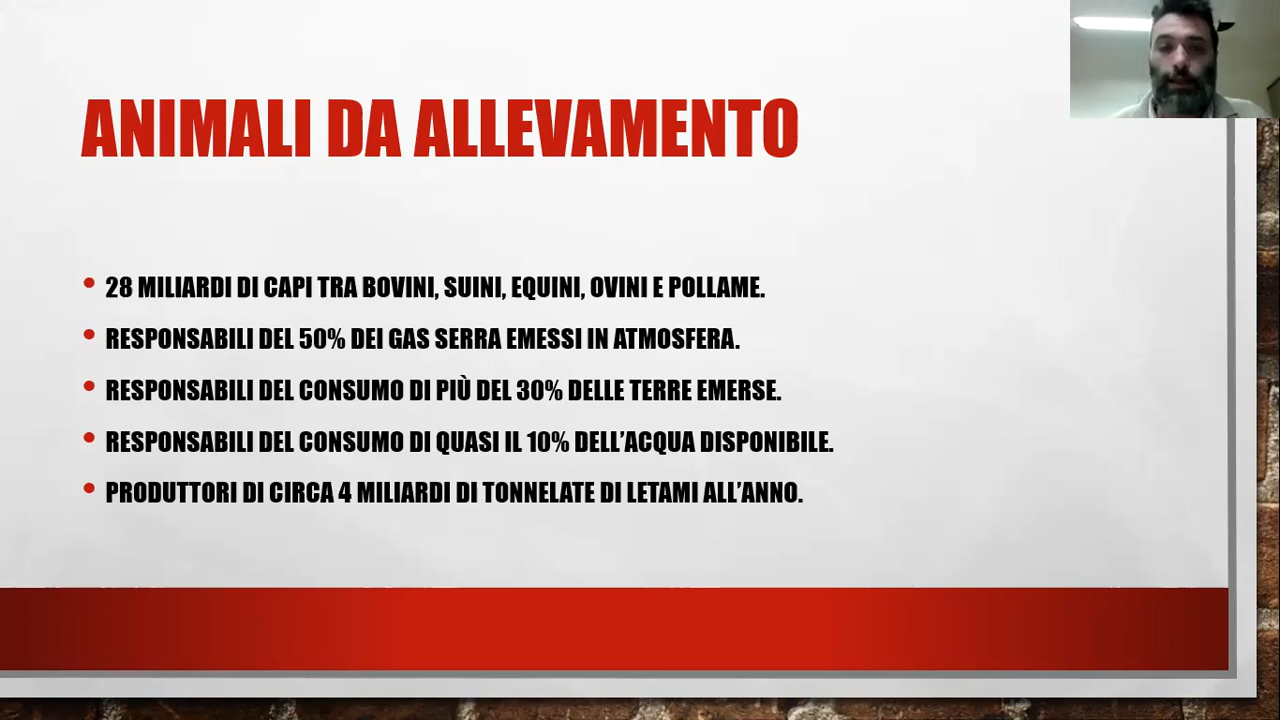 ANIMALI DA ALLEVAMENTO
• 28 MILIARDI DI CAPI TRA BOVINI, SUINI, EQUINI, OVINI E POLLAME.
• RESPONSABILI DEL 50% DEI GAS SERRA EMESSI IN ATMOSFERA.
• RESPONSABILI DEL CONSUMO DI PIÙ DEL 30% DELLE TERRE EMERSE.
• RESPONSABILI DEL CONSUMO DI QUASI IL 10% DELL’ACQUA DISPONIBILE.
• PRODUTTORI DI CIRCA 4 MILIARDI DI TONNELATE DI LETAMI ALL’ANNO.